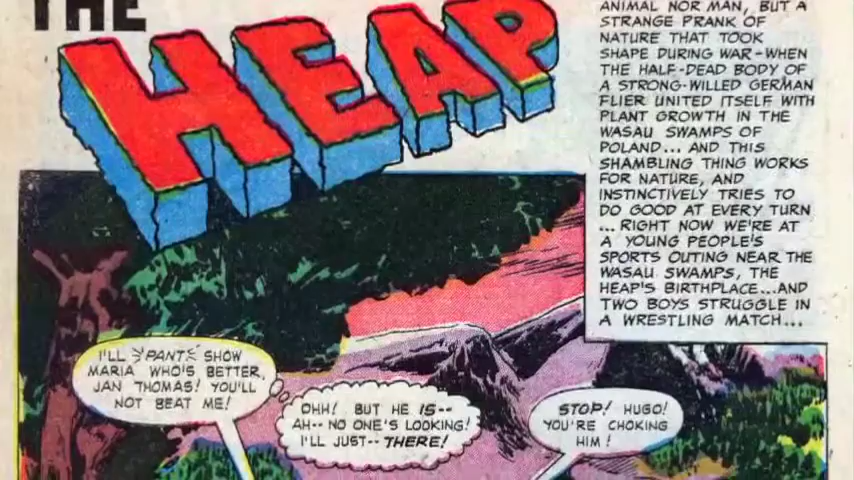 THE
HEAP
ANIMAL NOR MAN, BUT A
STRANGE PRANK OF
NATURE THAT TOOK
SHAPE DURING WAR-WHEN
THE HALF-DEAD BODY OF
A STRONG-WILLED GERMAN
FLIER UNITED ITSELF WITH
PLANT GROWTH IN THE
WASAU SWAMPS OF
POLAND... AND THIS
SHAMBLING THING WORKS
FOR NATURE, AND
INSTINCTIVELY TRIES TO
DO GOOD AT EVERY TURN
... RIGHT NOW WE'RE AT
A YOUNG PEOPLE'S
SPORTS OUTING NEAR THE
WASAU SWAMPS, THE
HEAP'S BIRTHPLACE...AND
TWO BOYS STRUGGLE IN
A WRESTLING MATCH...
I'LL PANT SHOW
MARIA WHO'S BETTER,
JAN THOMAS! YOU'LL
NOT BEAT ME!
OHH! BUT HE IS--
AH-- NO ONE'S LOOKING!
I'LL JUST-- THERE!
STOP! HUGO!
YOU'RE CHOKING
HIM!